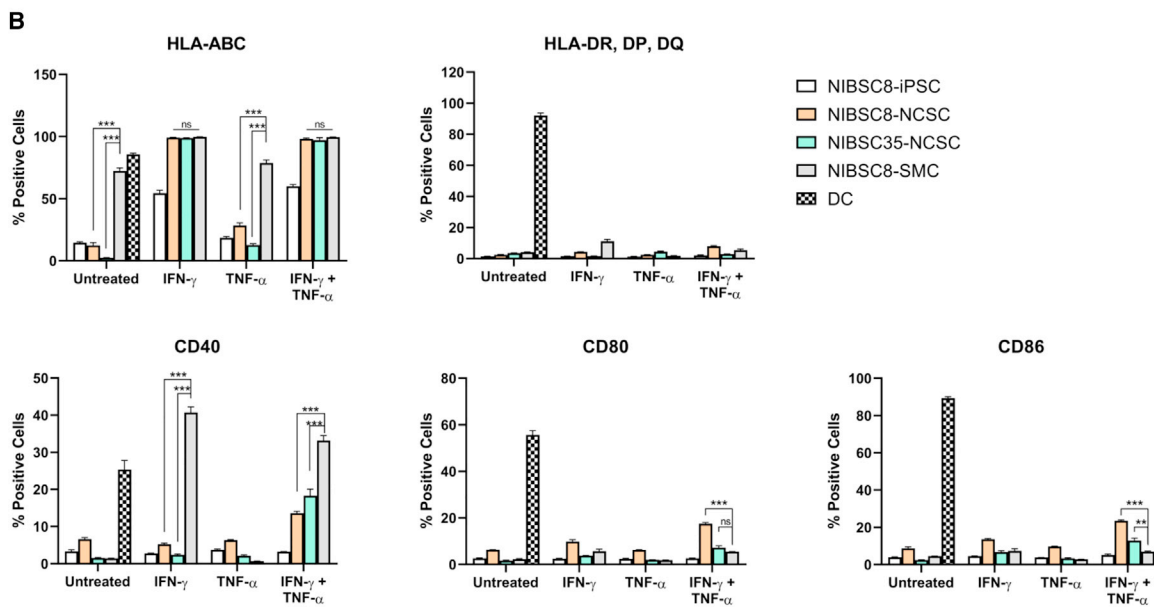 B
HLA-ABC
% Positive Cells
150
100
50
0
***
***
ns
***
***
ns
Untreated
IFN-γ
TNF-α
IFN-γ +
TNF-α
HLA-DR, DP, DQ
% Positive Cells
120
100
80
60
40
20
0
Untreated
IFN-γ
TNF-α
IFN-γ +
TNF-α
NIBSC8-iPSC
NIBSC8-NCSC
NIBSC35-NCSC
NIBSC8-SMC
DC
CD40
% Positive Cells
50
40
30
20
10
0
***
***
***
***
Untreated
IFN-γ
TNF-α
IFN-γ +
TNF-α
CD80
% Positive Cells
80
60
40
20
0
***
ns
Untreated
IFN-γ
TNF-α
IFN-γ +
TNF-α
CD86
% Positive Cells
100
80
60
40
20
0
***
**
Untreated
IFN-γ
TNF-α
IFN-γ +
TNF-α